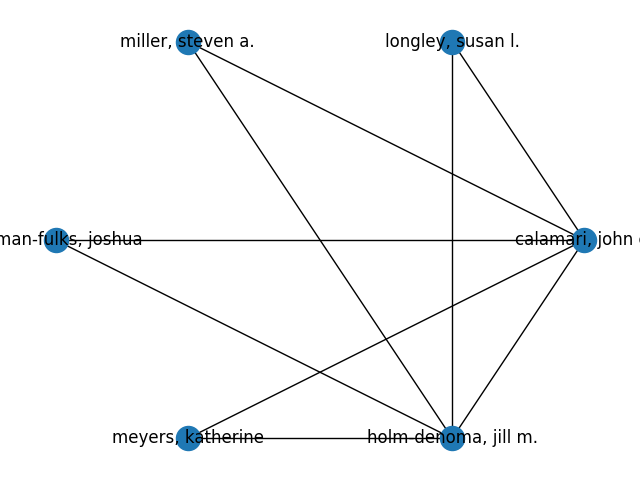 miller, steven a.
longley, susan l.
man-fulks, joshua
calamari, john
meyers, katherine
holm-denoma, jill m.